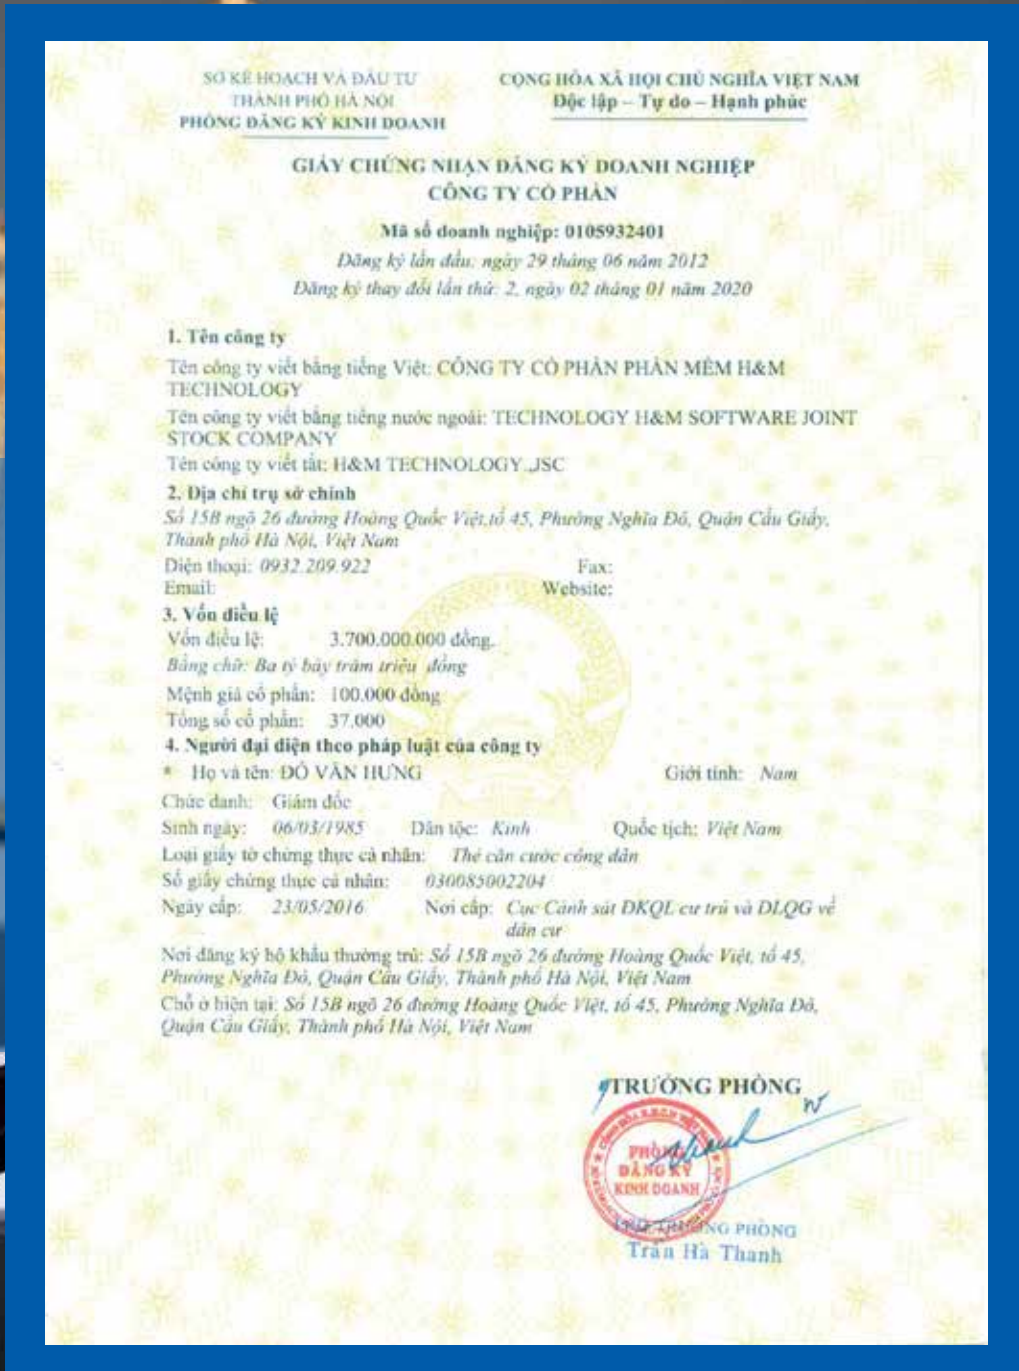 SỞ KẾ HOẠCH VÀ ĐẦU TƯ
THÀNH PHỐ HÀ NỘI
PHÒNG ĐĂNG KÝ KINH DOANH
CỘNG HÒA XÃ HỘI CHỦ NGHĨA VIỆT NAM
Độc lập – Tự do – Hạnh phúc
GIẤY CHỨNG NHẬN ĐĂNG KÝ DOANH NGHIỆP
CÔNG TY CỔ PHẦN
Mã số doanh nghiệp: 0105932401
Đăng ký lần đầu: ngày 29 tháng 06 năm 2012
Đăng ký thay đổi lần thứ: 2, ngày 02 tháng 01 năm 2020
1. Tên công ty
Tên công ty viết bằng tiếng Việt: CÔNG TY CỔ PHẦN PHẦN MỀM H&M
TECHNOLOGY
Tên công ty viết bằng tiếng nước ngoài: TECHNOLOGY H&M SOFTWARE JOINT
STOCK COMPANY
Tên công ty viết tắt: H&M TECHNOLOGY.,JSC
2. Địa chỉ trụ sở chính
Số 15B ngõ 26 đường Hoàng Quốc Việt,tổ 45, Phường Nghĩa Đô, Quận Cầu Giấy,
Thành phố Hà Nội, Việt Nam
Điện thoại: 0932.209.922 Fax:
Email: Website:
3. Vốn điều lệ
Vốn điều lệ: 3.700.000.000 đồng.
Bằng chữ: Ba tỷ bảy trăm triệu đồng
Mệnh giá cổ phần: 100.000 đồng
Tổng số cổ phần: 37.000
4. Người đại diện theo pháp luật của công ty
* Họ và tên: ĐỖ VĂN HƯNG Giới tính: Nam
Chức danh: Giám đốc
Sinh ngày: 06/03/1985 Dân tộc: Kinh Quốc tịch: Việt Nam
Loại giấy tờ chứng thực cá nhân: Thẻ căn cước công dân
Số giấy chứng thực cá nhân: 030085002204
Ngày cấp: 23/05/2016 Nơi cấp: Cục Cảnh sát ĐKQL cư trú và DLQG về
dân cư
Nơi đăng ký hộ khẩu thường trú: Số 15B ngõ 26 đường Hoàng Quốc Việt, tổ 45,
Phường Nghĩa Đô, Quận Cầu Giấy, Thành phố Hà Nội, Việt Nam
Chỗ ở hiện tại: Số 15B ngõ 26 đường Hoàng Quốc Việt, tổ 45, Phường Nghĩa Đô,
Quận Cầu Giấy, Thành phố Hà Nội, Việt Nam
TRƯỞNG PHÒNG
PHÒNG
ĐĂNG KÝ
KINH DOANH
PHÓ TRƯỞNG PHÒNG
Trần Hà Thanh